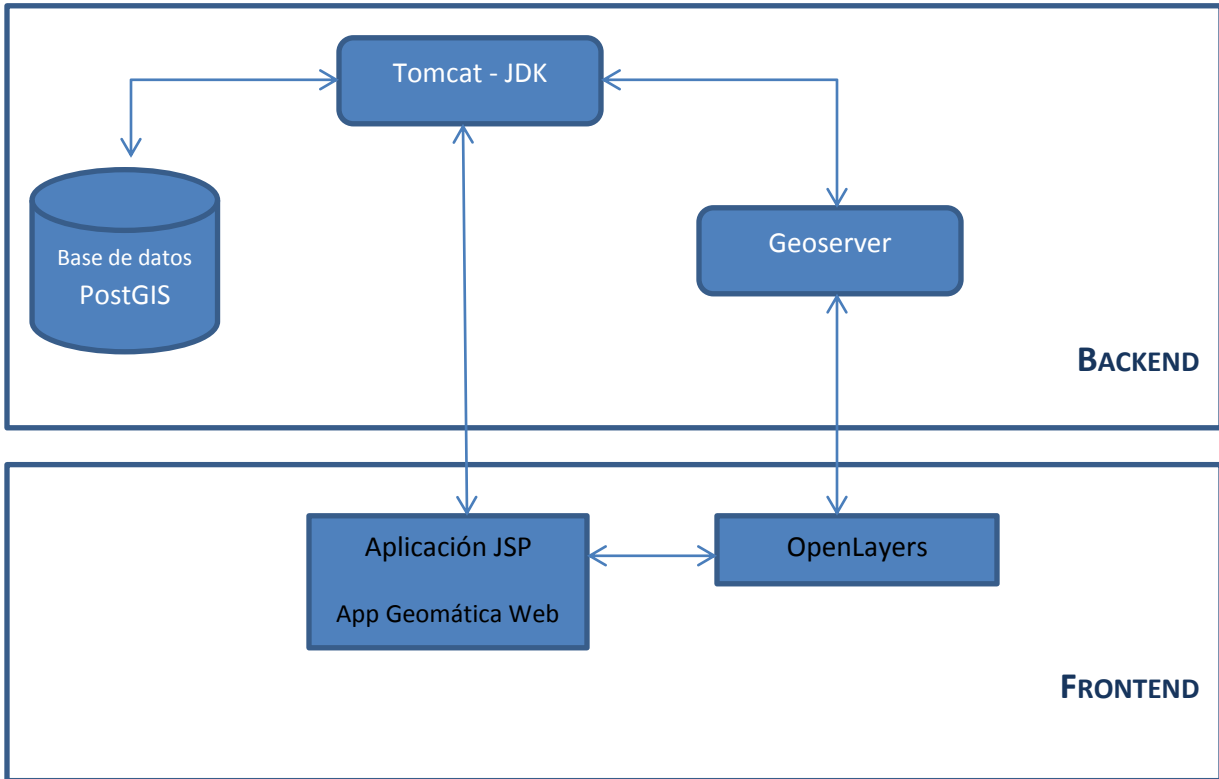 Tomcat - JDK
Base de datos
PostGIS
Geoserver
BACKEND
Aplicación JSP
App Geomática Web
OpenLayers
FRONTEND